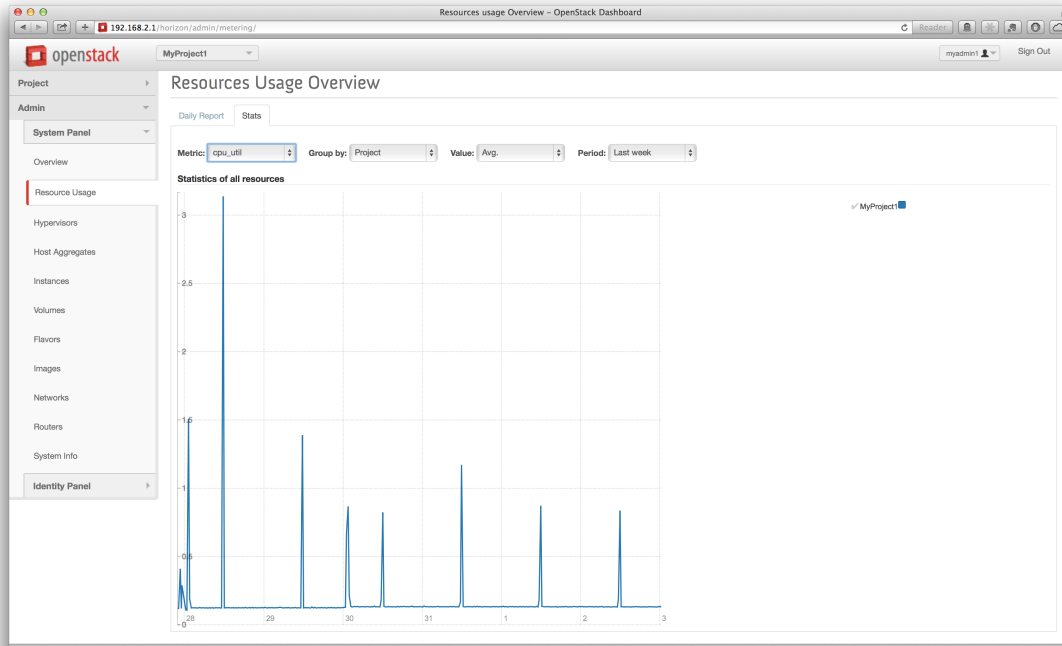 Resources usage Overview – OpenStack Dashboard
192.168.2.1/horizon/admin/metering/
Reader
openstack
MyProject1
myadmin1
Sign Out
Project
Admin
System Panel
Overview
Resource Usage
Hypervisors
Host Aggregates
Instances
Volumes
Flavors
Images
Networks
Routers
System Info
Identity Panel
Resources Usage Overview
Daily Report Stats
Metric: cpu_util Group by: Project Value: Avg. Period: Last week
Statistics of all resources
MyProject1
3
2.5
2
1.5
1
0.5
0
28 29 30 31 1 2 3